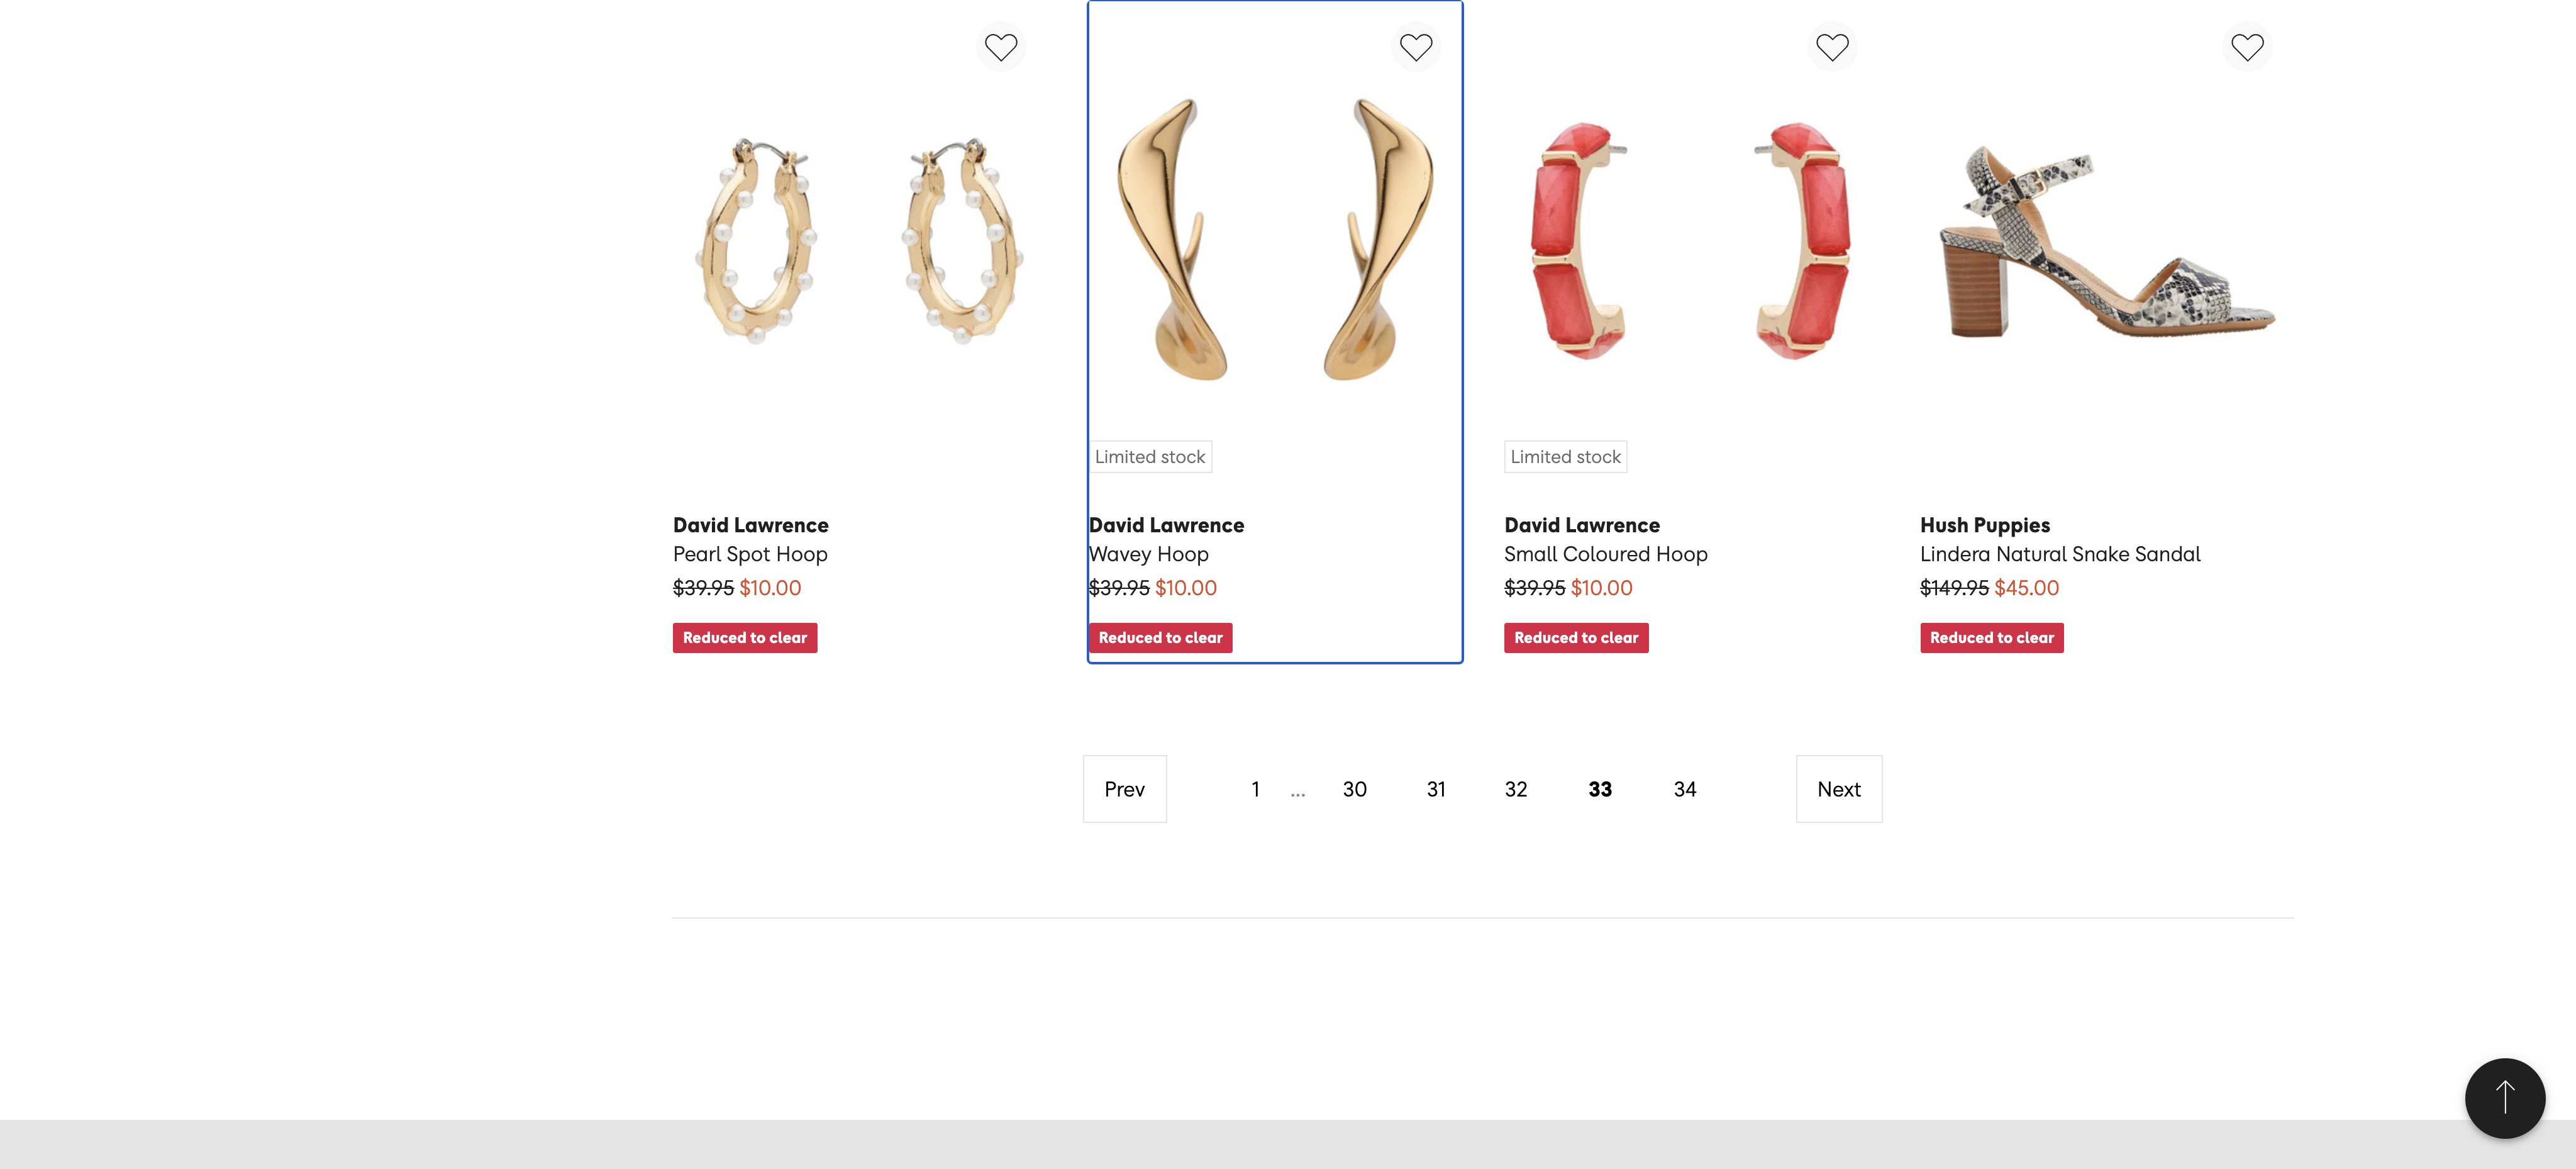 Limited stock
Limited stock
David Lawrence
Pearl Spot Hoop
$39.95 $10.00
Reduced to clear
David Lawrence
Wavey Hoop
$39.95 $10.00
Reduced to clear
David Lawrence
Small Coloured Hoop
$39.95 $10.00
Reduced to clear
Hush Puppies
Lindera Natural Snake Sandal
$149.95 $45.00
Reduced to clear
Prev 1 ... 30 31 32 33 34 Next